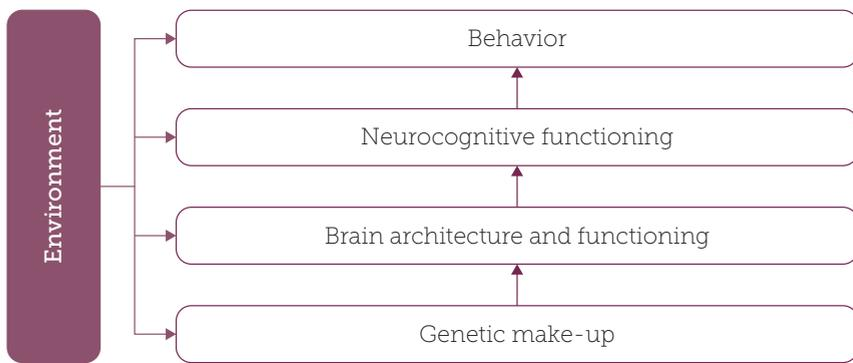 Environment
Behavior
Neurocognitive functioning
Brain architecture and functioning
Genetic make-up